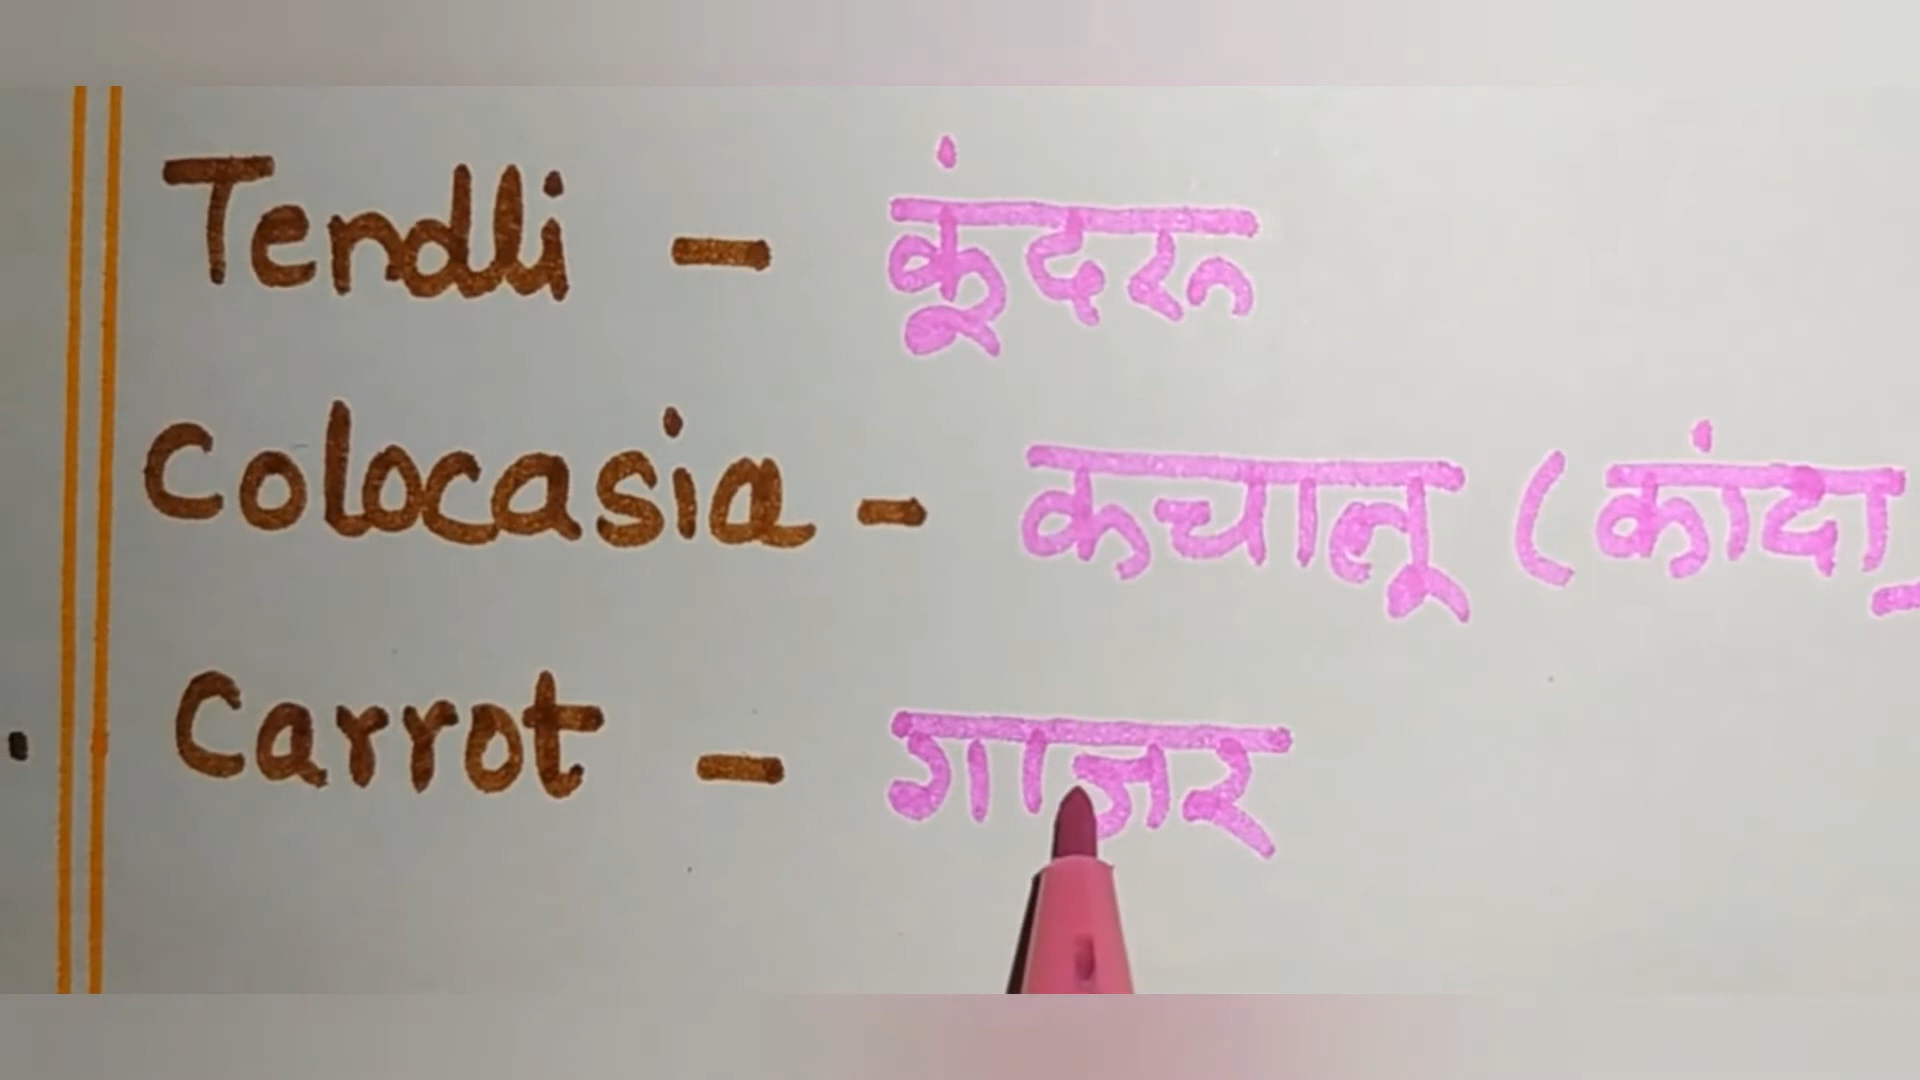 Tendli - कूंदरू
Colocasia - कचालू (कांदा
Carrot - गाजर